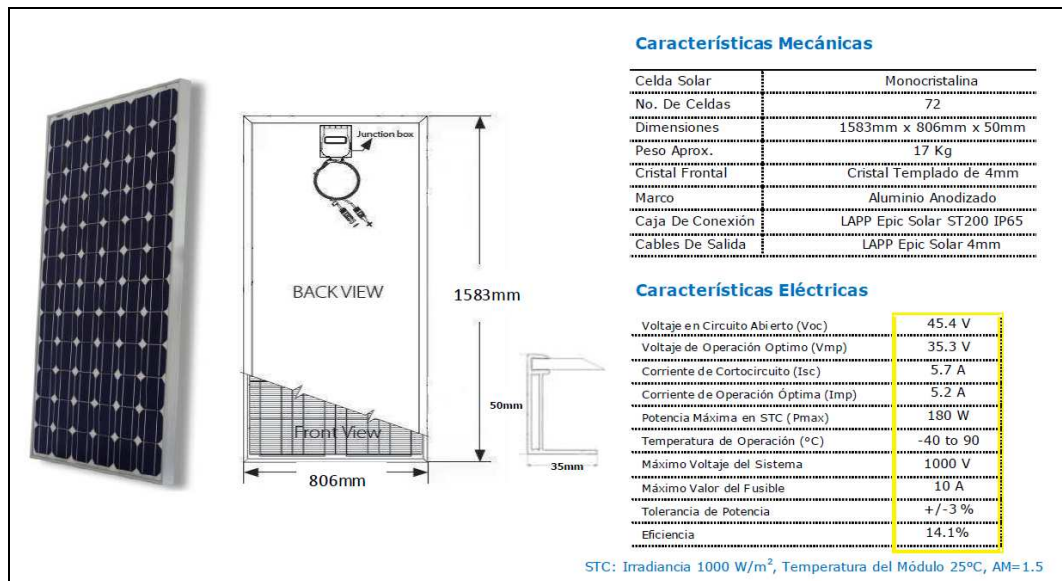 Características Mecánicas
Celda Solar Monocristalina
No. De Celdas 72
Dimensiones 1583mm x 806mm x 50mm
Peso Aprox. 17 Kg
Cristal Frontal Cristal Templado de 4mm
Marco Aluminio Anodizado
Caja De Conexión LAPP Epic Solar ST200 IP65
Cables De Salida LAPP Epic Solar 4mm
Junction box
- +
BACK VIEW
1583mm
Front View
806mm
50mm
35mm
Características Eléctricas
Voltaje en Circuito Abierto (Voc) 45.4 V
Voltaje de Operación Optimo (Vmp) 35.3 V
Corriente de Cortocircuito (Isc) 5.7 A
Corriente de Operación Óptima (Imp) 5.2 A
Potencia Máxima en STC (Pmax) 180 W
Temperatura de Operación (ºC) -40 to 90
Máximo Voltaje del Sistema 1000 V
Máximo Valor del Fusible 10 A
Tolerancia de Potencia +/-3 %
Eficiencia 14.1%
STC: Irradiancia 1000 W/m², Temperatura del Módulo 25ºC, AM=1.5